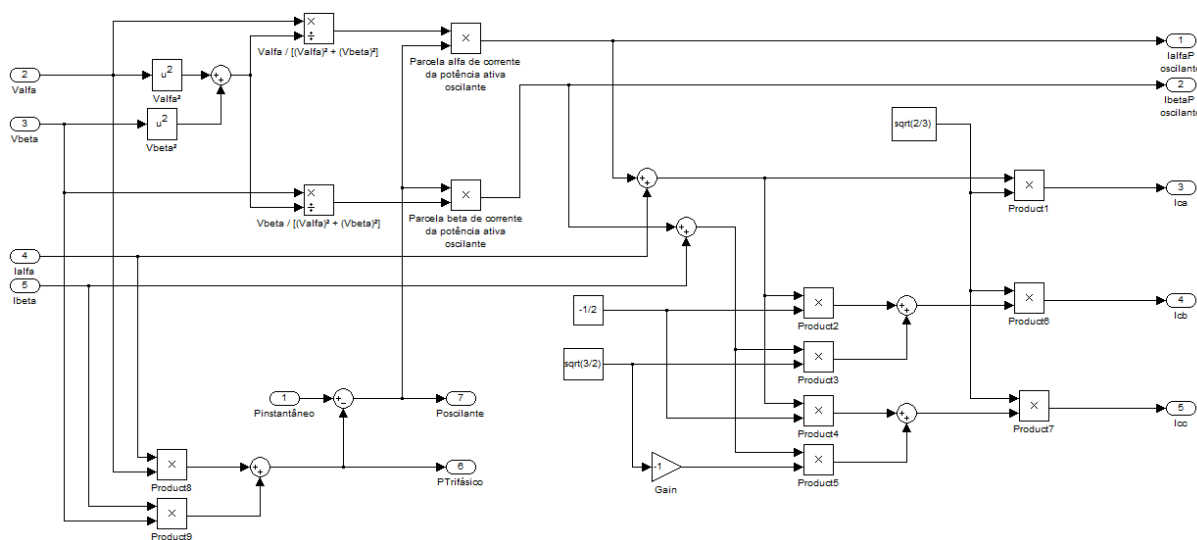 ×
÷
Valfa / [(Valfa)² + (Vbeta)²]
×
Parcela alfa de corrente
da potência ativa
oscilante
1
IalfaP
oscilante
2
Valfa
u²
Valfa²
+
+
2
IbetaP
oscilante
3
Vbeta
u²
Vbeta²
sqrt(2/3)
×
÷
Vbeta / [(Valfa)² + (Vbeta)²]
×
Parcela beta de corrente
da potência ativa
oscilante
+
+
×
Product1
3
Ica
+
+
4
Ialfa
5
Ibeta
-1/2
×
Product2
+
+
×
Product6
4
Icb
sqrt(3/2)
×
Product3
1
Pinstantâneo
+
−
7
Poscilante
×
Product4
+
+
×
Product7
5
Icc
×
Product8
+
+
6
PTrifásico
-1
Gain
×
Product5
×
Product9